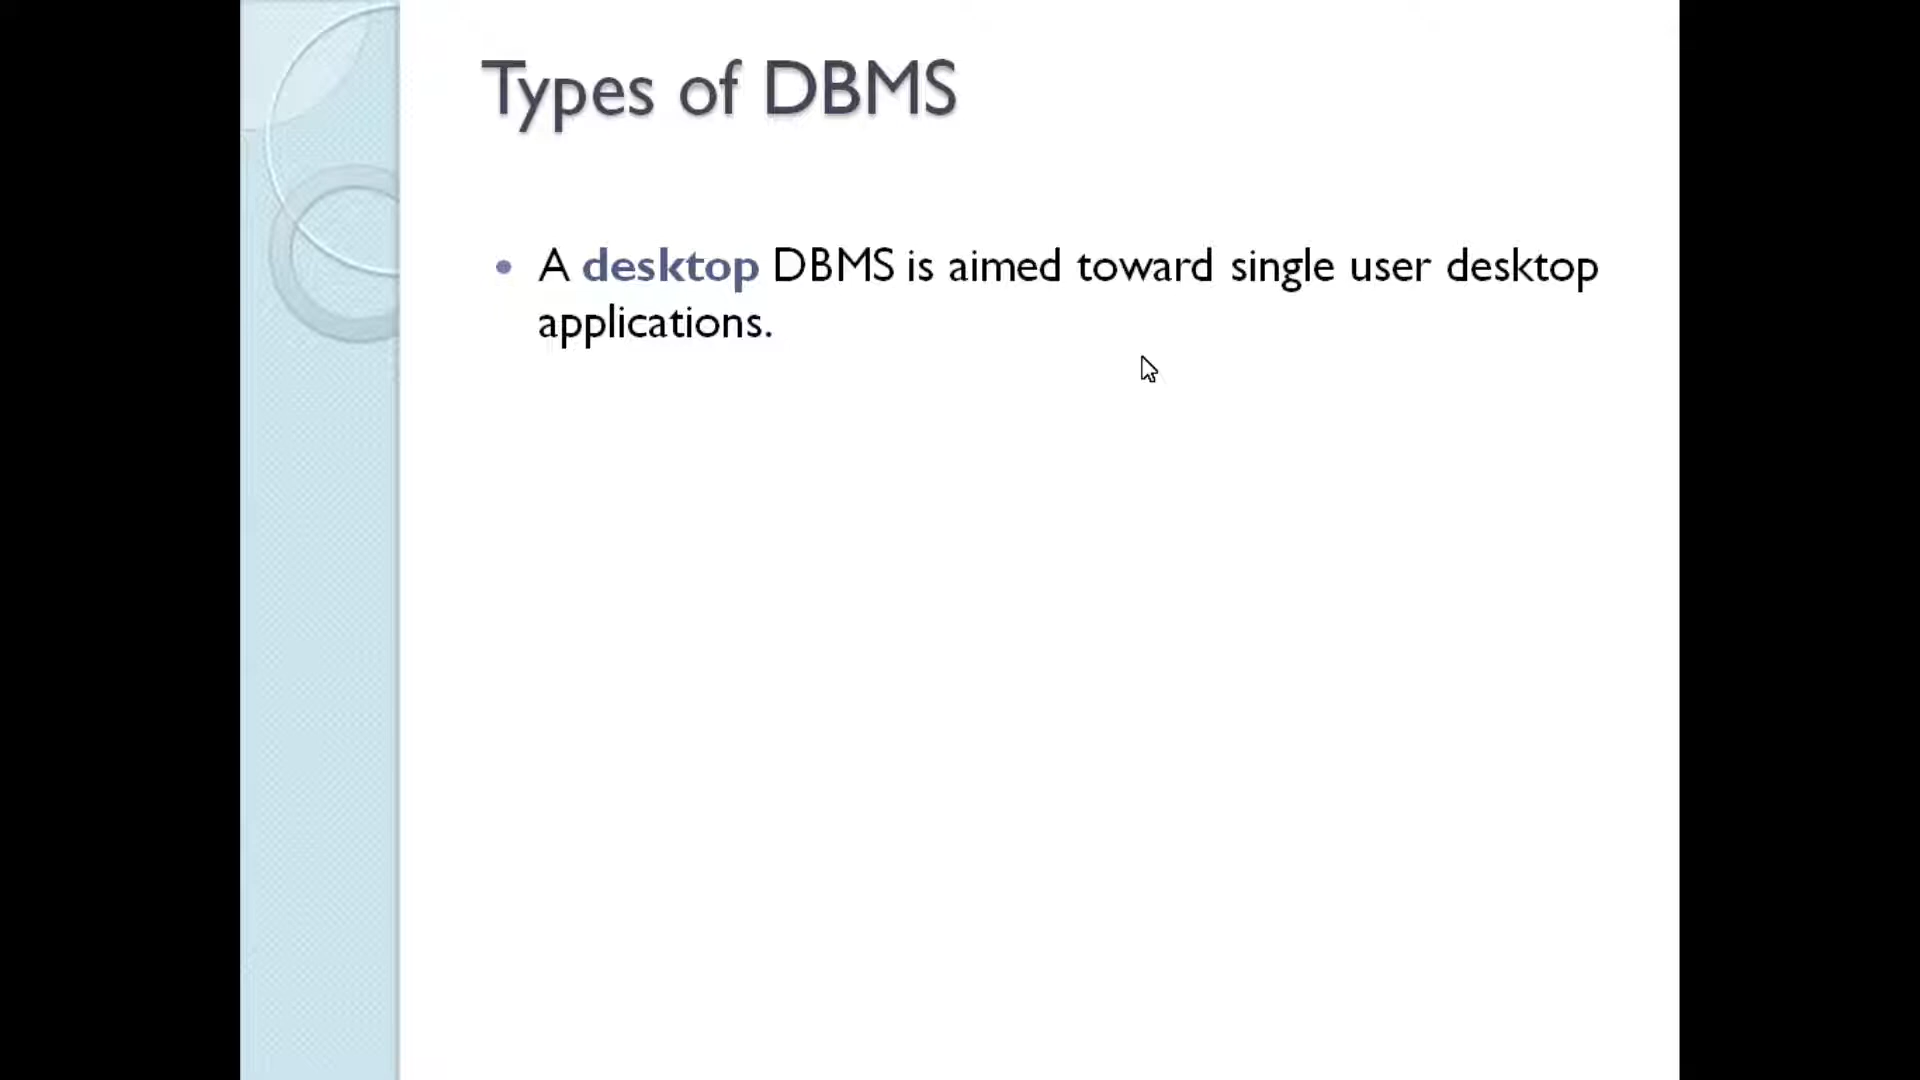 Types of DBMS
• A desktop DBMS is aimed toward single user desktop
applications.